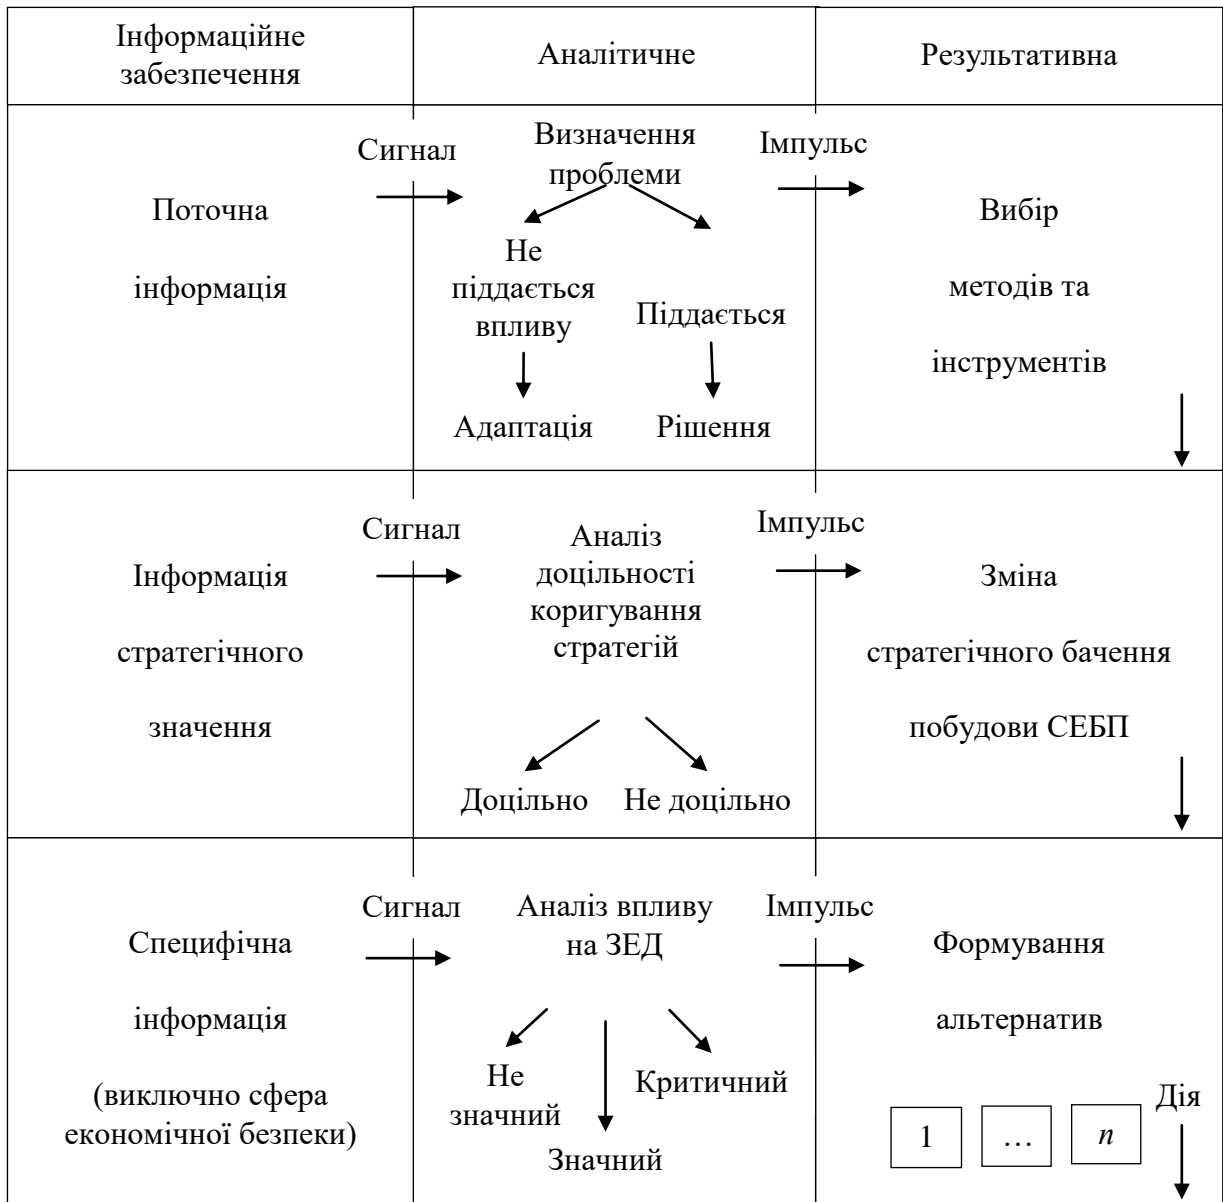 Інформаційне
забезпечення
Аналітичне
Результативна
Поточна
інформація
Сигнал
Визначення
проблеми
Не
піддається
впливу
Піддається
Адаптація
Рішення
Імпульс
Вибір
методів та
інструментів
Інформація
стратегічного
значення
Сигнал
Аналіз
доцільності
коригування
стратегій
Доцільно
Не доцільно
Імпульс
Зміна
стратегічного бачення
побудови СЕБП
Специфічна
інформація
(виключно сфера
економічної безпеки)
Сигнал
Аналіз впливу
на ЗЕД
Не
значний
Значний
Критичний
Імпульс
Формування
альтернатив
1
...
n
Дія